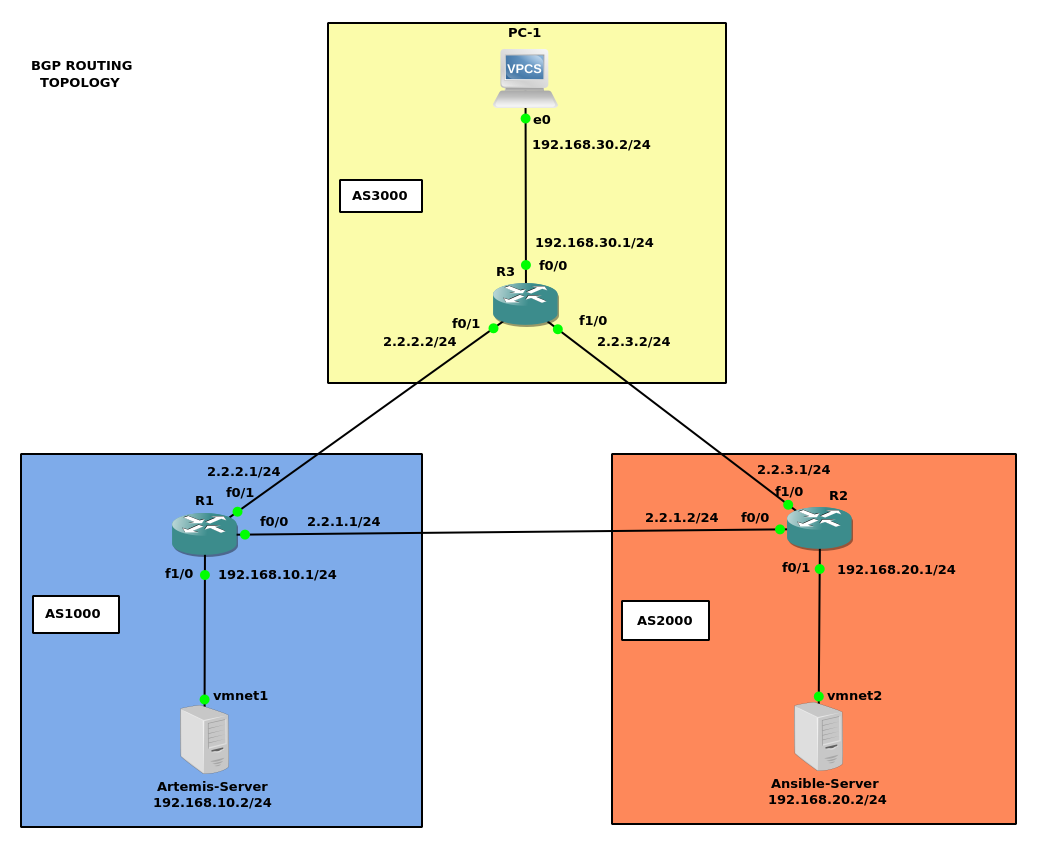 BGP ROUTING
TOPOLOGY
PC-1
VPCS
e0
192.168.30.2/24
AS3000
192.168.30.1/24
R3
f0/0
f0/1
f1/0
2.2.2.2/24
2.2.3.2/24
2.2.2.1/24
f0/1
R1
f0/0
2.2.1.1/24
f1/0
192.168.10.1/24
AS1000
vmnet1
Artemis-Server
192.168.10.2/24
2.2.3.1/24
f1/0
R2
2.2.1.2/24
f0/0
f0/1
192.168.20.1/24
AS2000
vmnet2
Ansible-Server
192.168.20.2/24